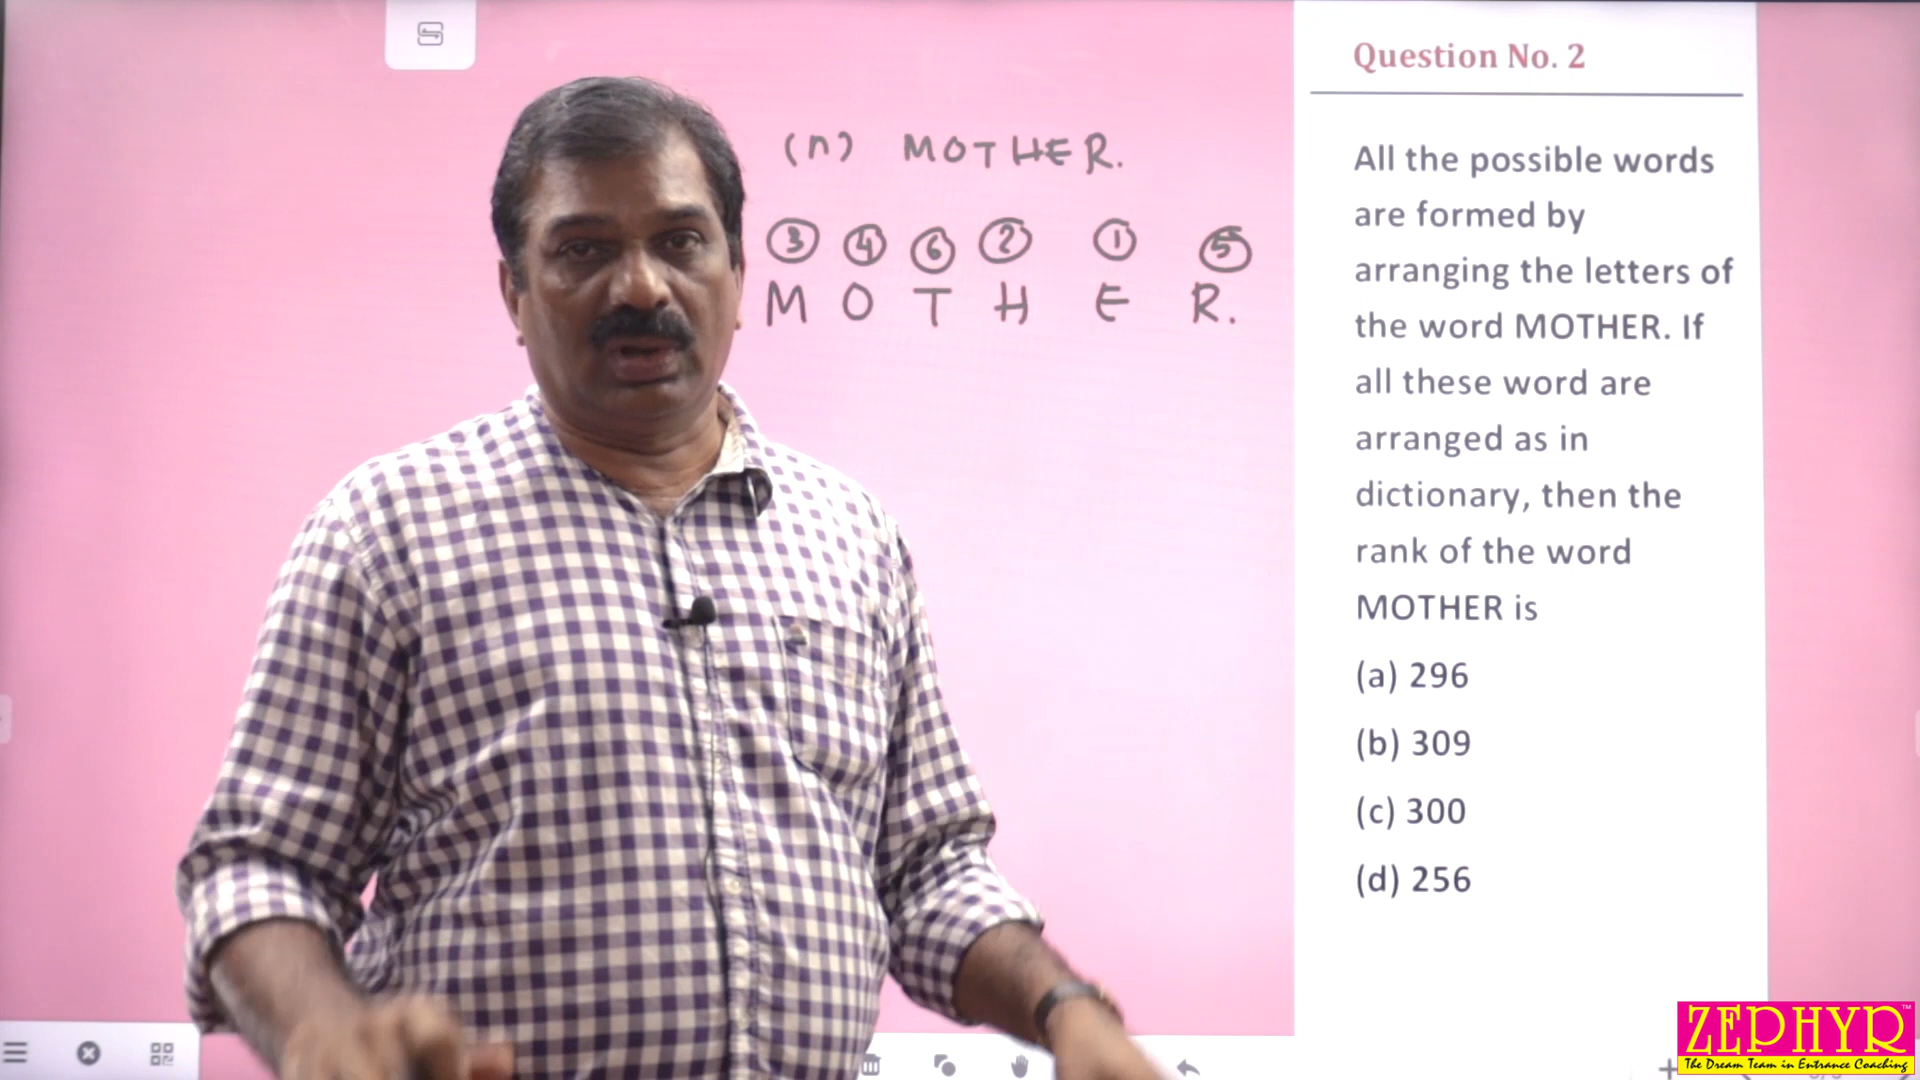 (n) MOTHER.
3 4 6 2 1 5
M O T H E R.
Question No. 2
All the possible words
are formed by
arranging the letters of
the word MOTHER. If
all these word are
arranged as in
dictionary, then the
rank of the word
MOTHER is
(a) 296
(b) 309
(c) 300
(d) 256
ZEPHYR™
The Dream Team in Entrance Coaching